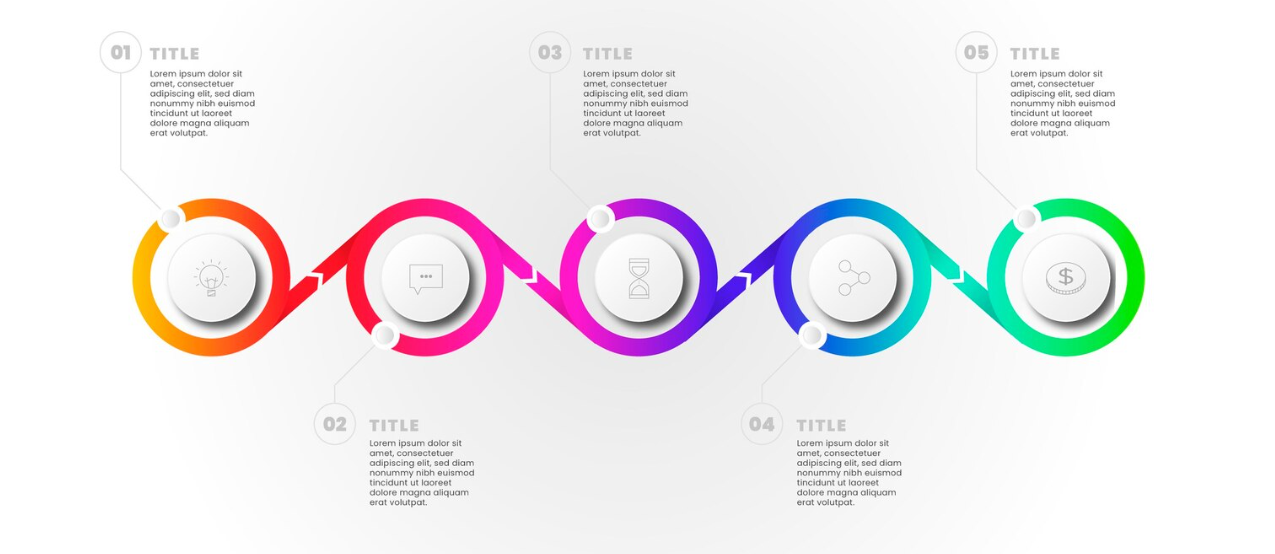 01 TITLE
Lorem ipsum dolor sit
amet, consectetuer
adipiscing elit, sed diam
nonummy nibh euismod
tincidunt ut laoreet
dolore magna aliquam
erat volutpat.
02 TITLE
Lorem ipsum dolor sit
amet, consectetuer
adipiscing elit, sed diam
nonummy nibh euismod
tincidunt ut laoreet
dolore magna aliquam
erat volutpat.
03 TITLE
Lorem ipsum dolor sit
amet, consectetuer
adipiscing elit, sed diam
nonummy nibh euismod
tincidunt ut laoreet
dolore magna aliquam
erat volutpat.
04 TITLE
Lorem ipsum dolor sit
amet, consectetuer
adipiscing elit, sed diam
nonummy nibh euismod
tincidunt ut laoreet
dolore magna aliquam
erat volutpat.
05 TITLE
Lorem ipsum dolor sit
amet, consectetuer
adipiscing elit, sed diam
nonummy nibh euismod
tincidunt ut laoreet
dolore magna aliquam
erat volutpat.
$